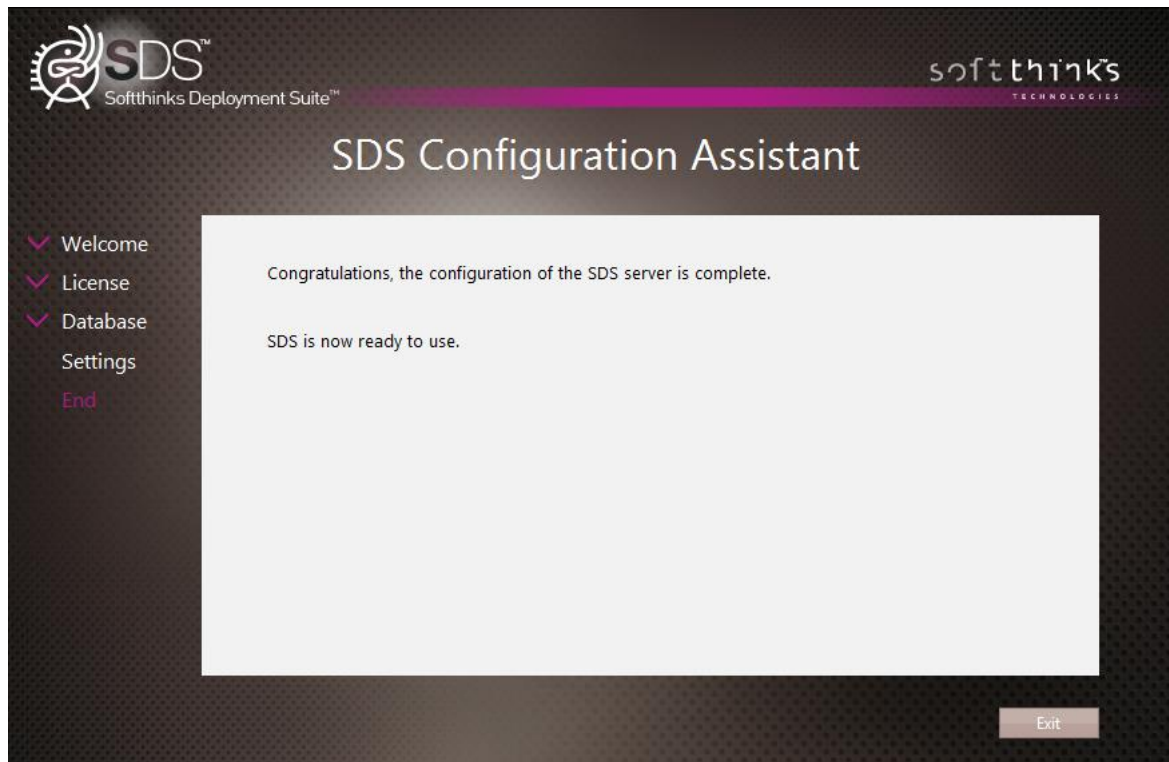 SDS™
Softthinks Deployment Suite™
softthinks
TECHNOLOGIES
SDS Configuration Assistant
Welcome
License
Database
Settings
End
Congratulations, the configuration of the SDS server is complete.
SDS is now ready to use.
Exit